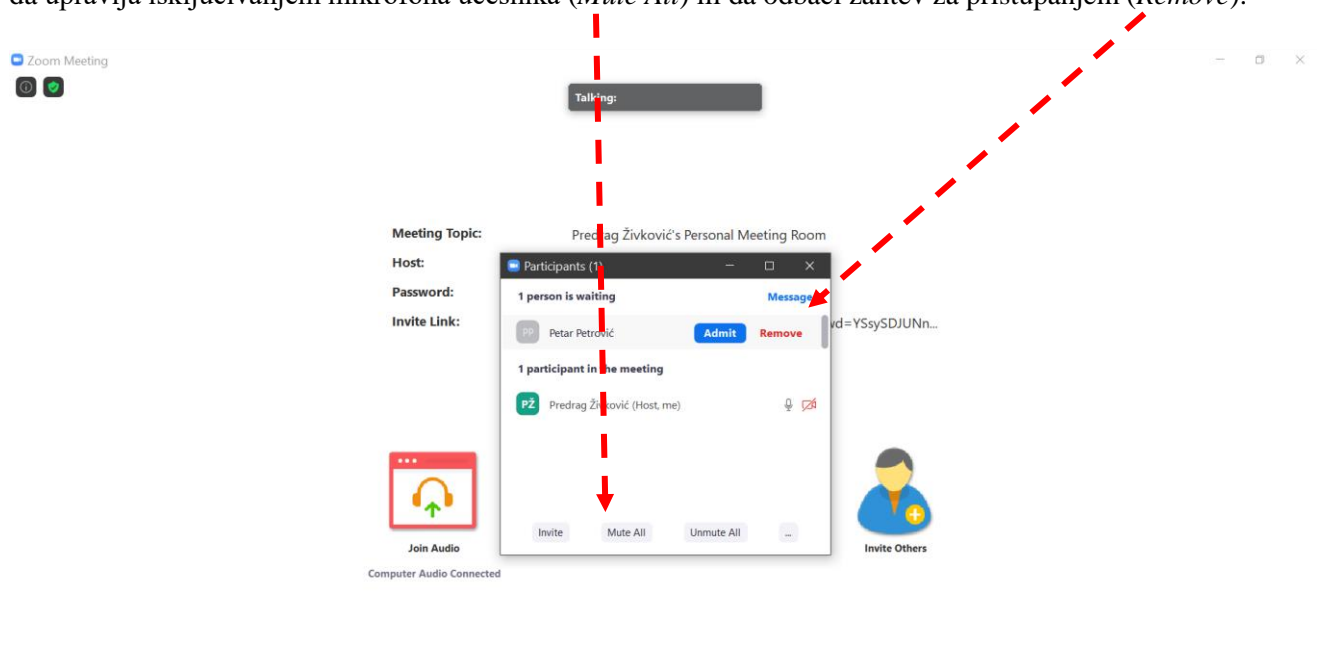 da upravlja isključivanjem mikrofona učesnika (Mute All) ili da odbaci zahtev za pristupanjem (Remove).
Zoom Meeting
Talking:
Meeting Topic: Predrag Živković's Personal Meeting Room
Host:
Password:
Invite Link: wd=YSsySDJUNn...
Participants (1)
1 person is waiting Message
PP Petar Petrović Admit Remove
1 participant in the meeting
PŽ Predrag Živković (Host, me)
Invite Mute All Unmute All ...
Join Audio
Computer Audio Connected
Invite Others